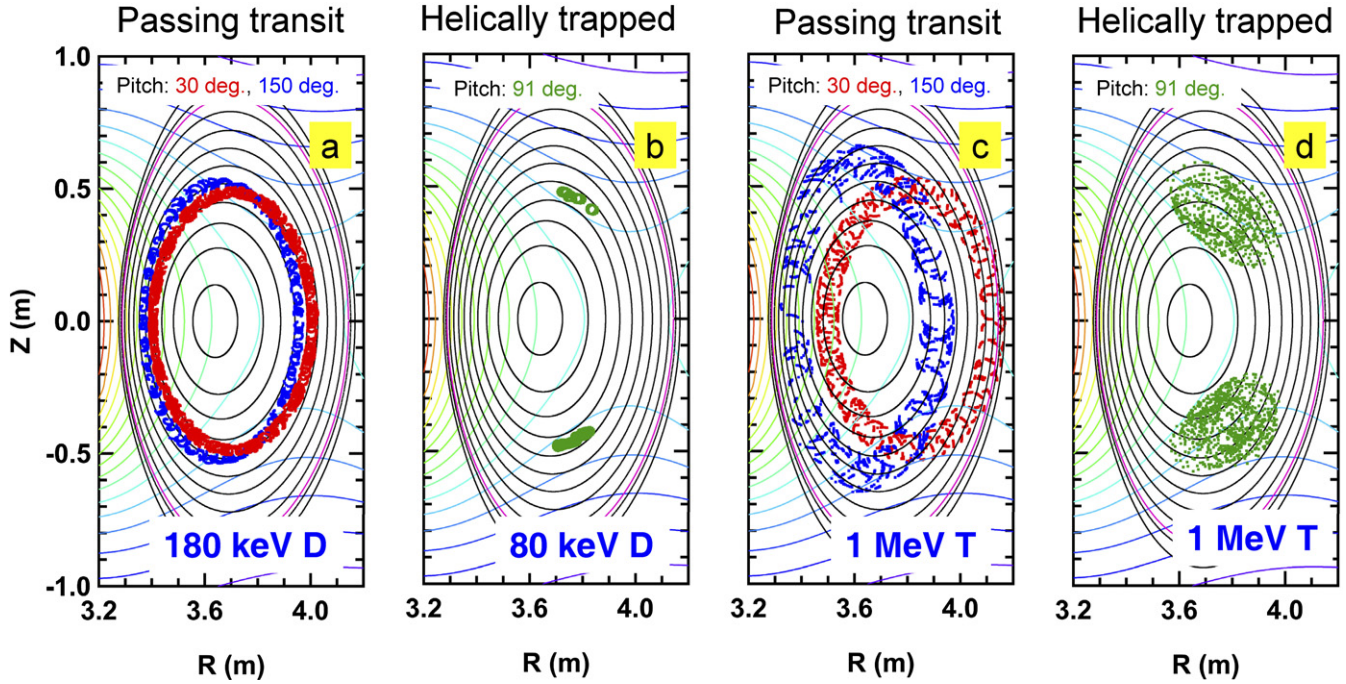 Passing transit
Helically trapped
Passing transit
Helically trapped
1.0
Pitch: 30 deg., 150 deg.
Pitch: 91 deg.
Pitch: 30 deg., 150 deg.
Pitch: 91 deg.
a
b
c
d
0.5
Z (m)
0.0
-0.5
180 keV D
80 keV D
1 MeV T
1 MeV T
-1.0
3.2 3.6 4.0
3.2 3.6 4.0
3.2 3.6 4.0
3.2 3.6 4.0
R (m)
R (m)
R (m)
R (m)